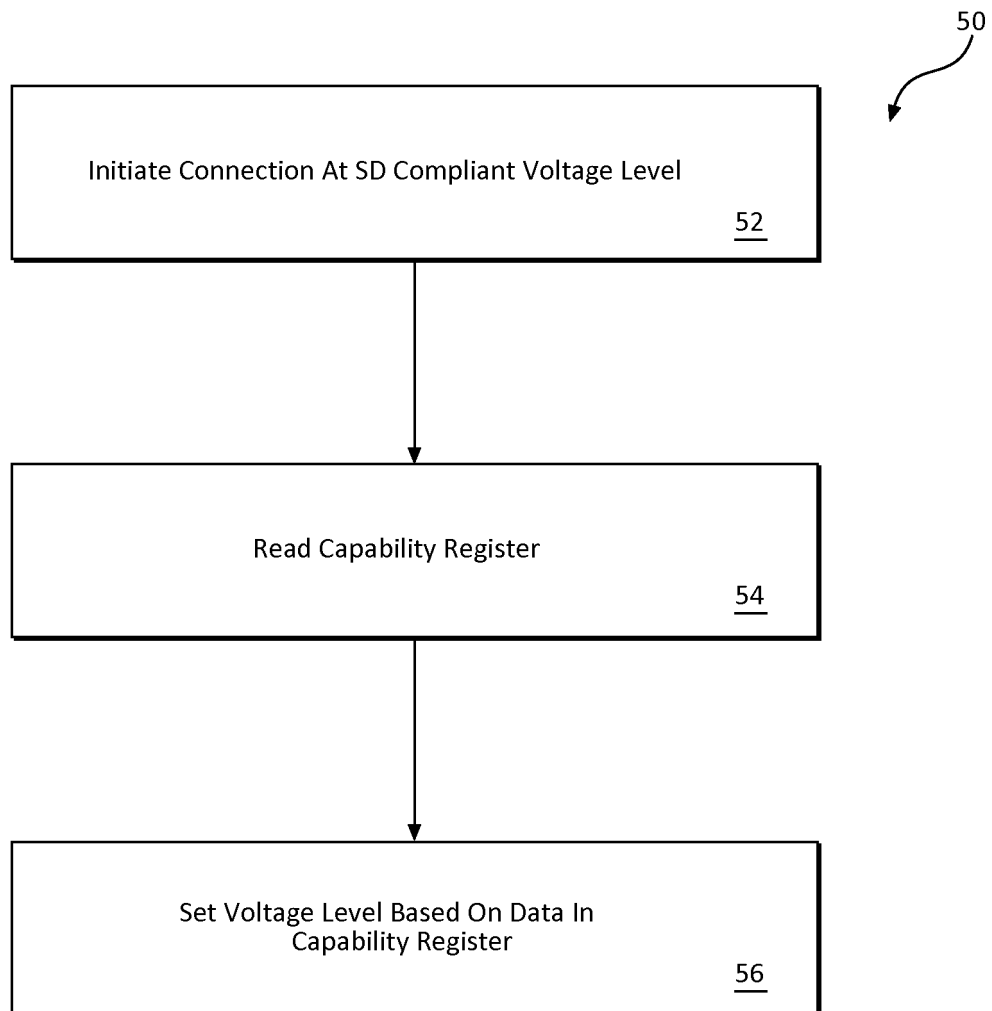 50
Initiate Connection At SD Compliant Voltage Level
52
Read Capability Register
54
Set Voltage Level Based On Data In
Capability Register
56